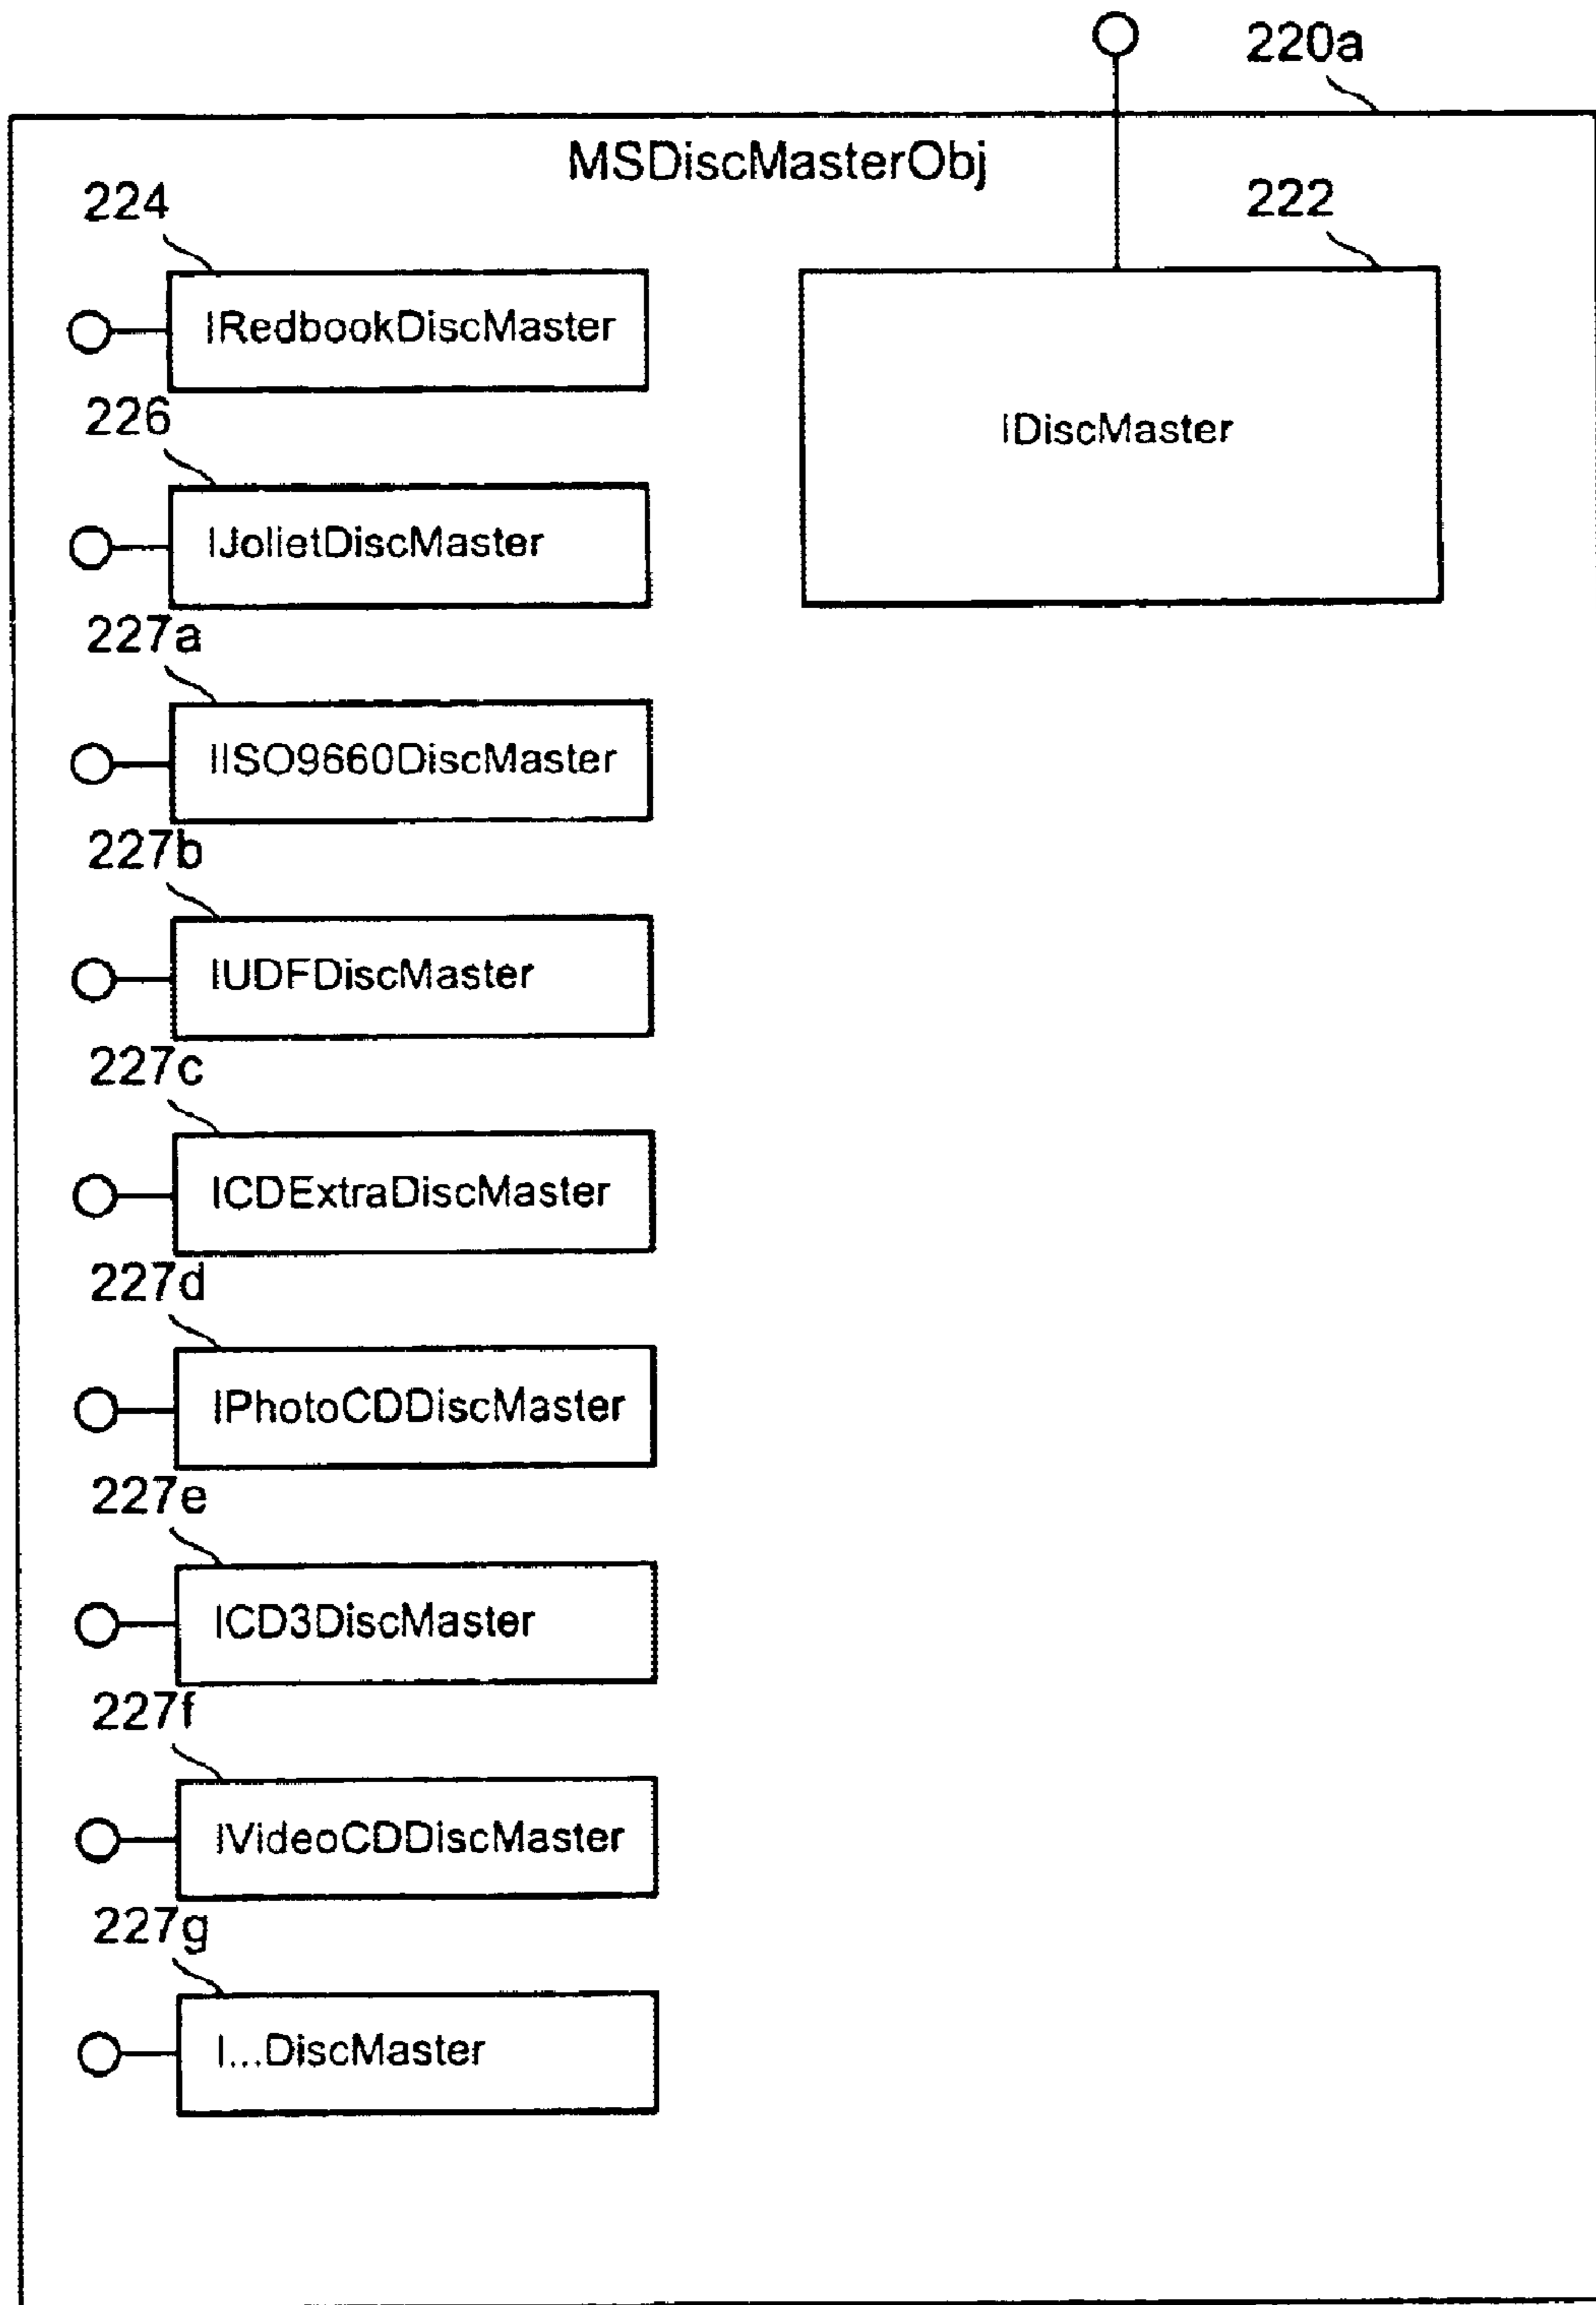 220a
MSDiscMasterObj
224
222
IRedbookDiscMaster
IDiscMaster
226
IJolietDiscMaster
227a
IISO9660DiscMaster
227b
IUDFDiscMaster
227c
ICDExtraDiscMaster
227d
IPhotoCDDiscMaster
227e
ICD3DiscMaster
227f
IVideoCDDiscMaster
227g
I...DiscMaster